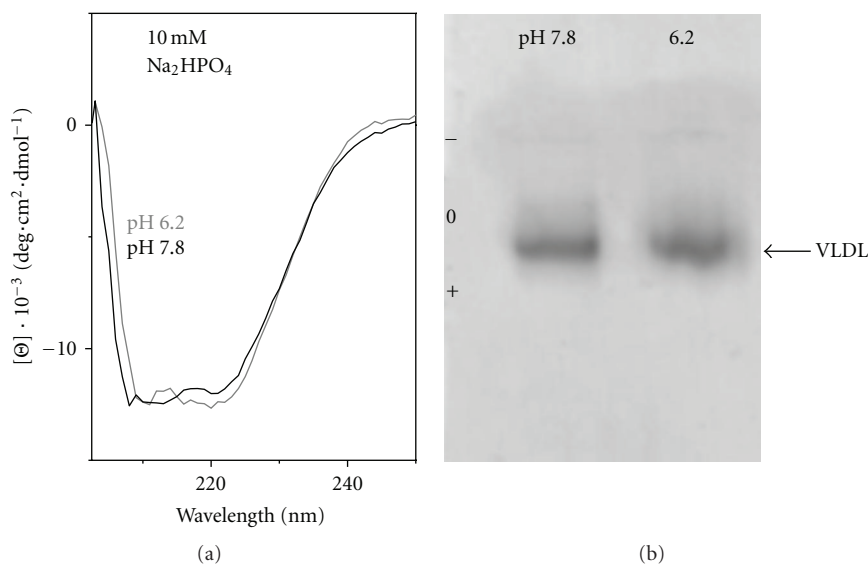 10 mM
Na₂HPO₄
[Θ] · 10⁻³ (deg·cm²·dmol⁻¹)
0
−10
pH 6.2
pH 7.8
220
240
Wavelength (nm)
(a)
pH 7.8
6.2
−
0
+
VLDL
(b)